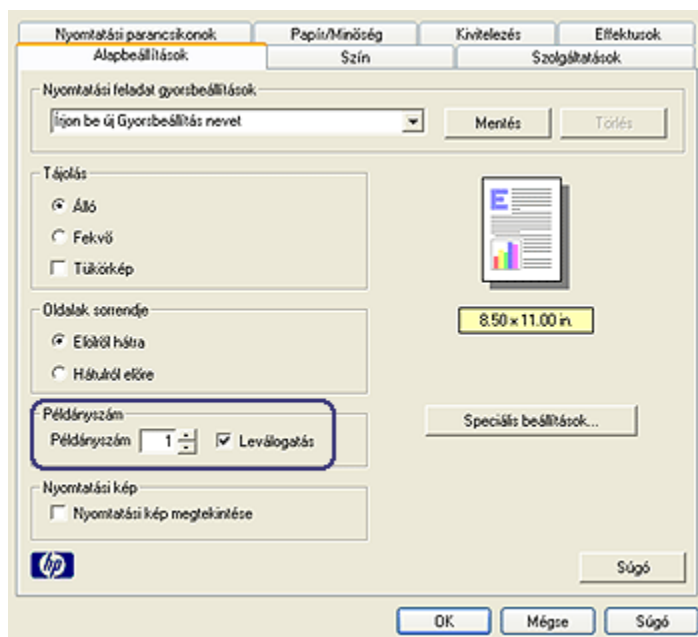 Nyomtatási parancsikonok Papír/Minőség Kivitelezés Effektusok
Alapbeállítások Szín Szolgáltatások
Nyomtatási feladat gyorsbeállítások
Írjon be új Gyorsbeállítás nevet Mentés Törlés
Tájolás
Álló
Fekvő
Tükörkép
E
8.50 × 11.00 in.
Oldalak sorrendje
Elölről hátra
Hátulról előre
Példányszám
Példányszám 1 Leválogatás
Speciális beállítások...
Nyomtatási kép
Nyomtatási kép megtekintése
hp Súgó
OK Mégse Súgó